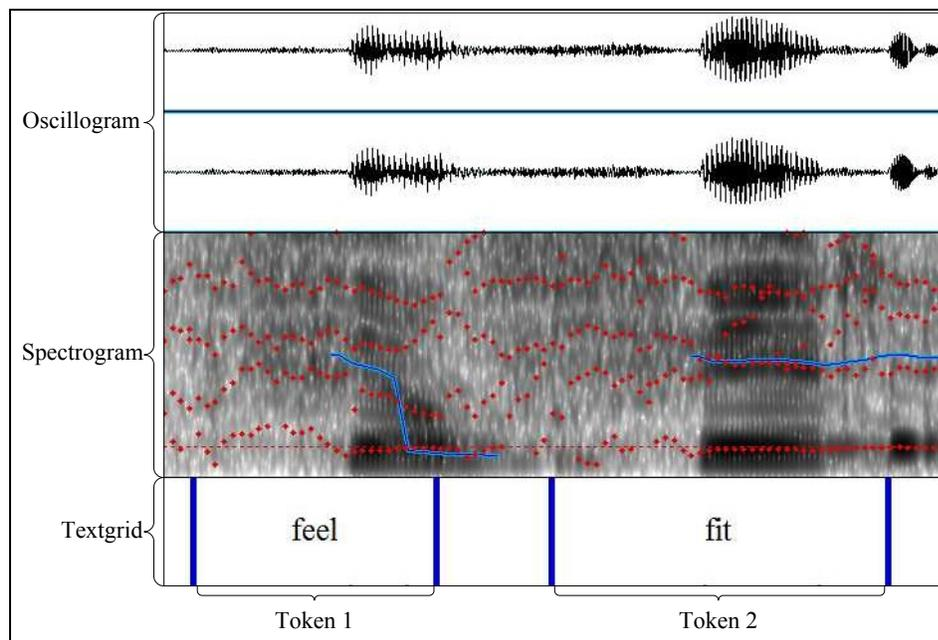 Oscillogram
Spectrogram
Textgrid
feel
fit
Token 1
Token 2